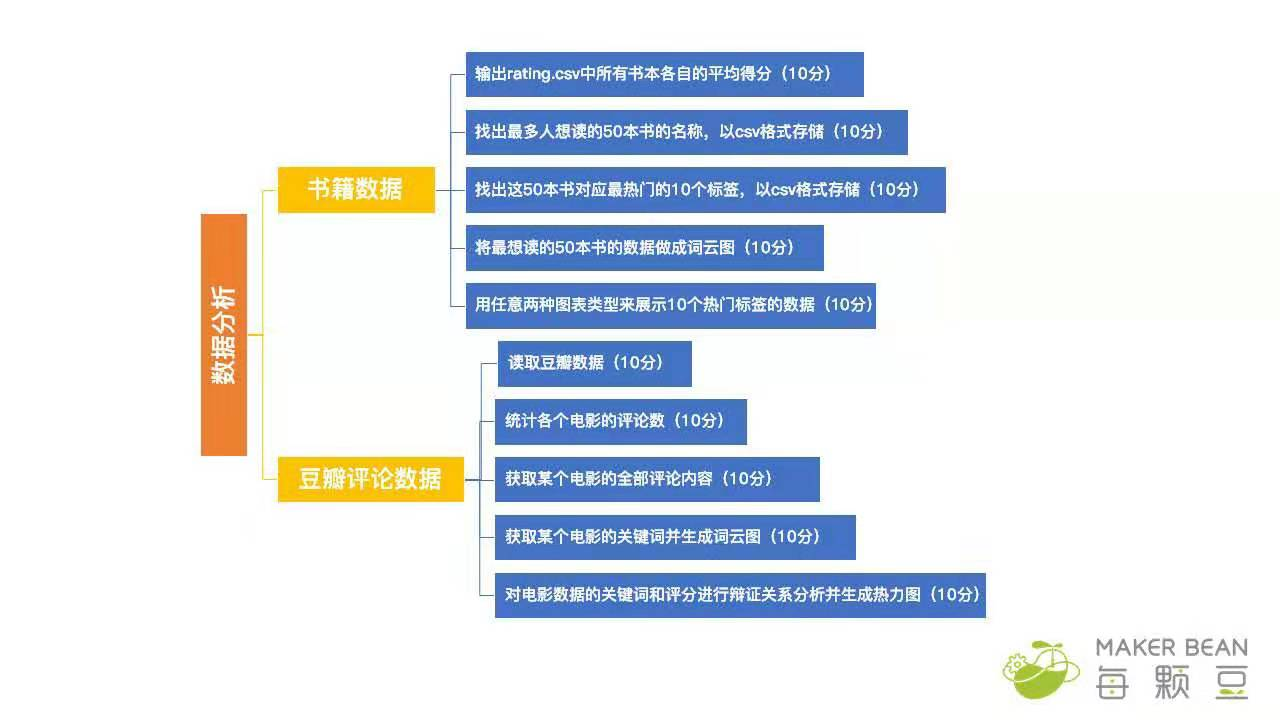 数据分析
书籍数据
输出rating.csv中所有书本各自的平均得分（10分）
找出最多人想读的50本书的名称，以csv格式存储（10分）
找出这50本书对应最热门的10个标签，以csv格式存储（10分）
将最想读的50本书的数据做成词云图（10分）
用任意两种图表类型来展示10个热门标签的数据（10分）
豆瓣评论数据
读取豆瓣数据（10分）
统计各个电影的评论数（10分）
获取某个电影的全部评论内容（10分）
获取某个电影的关键词并生成词云图（10分）
对电影数据的关键词和评分进行辩证关系分析并生成热力图（10分）
MAKER BEAN
每颗豆